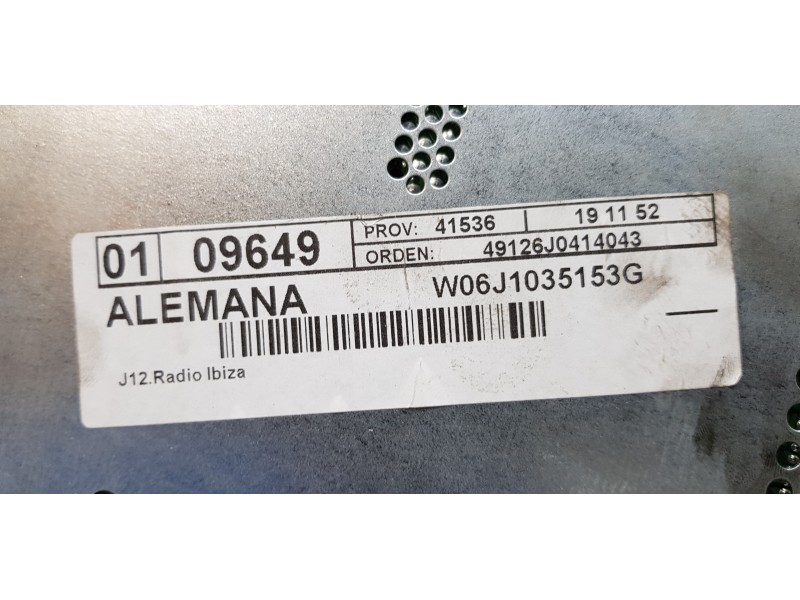 01 09649 PROV: 41536 19 11 52
ORDEN: 49126J0414043
ALEMANA W06J1035153G
J12.Radio Ibiza